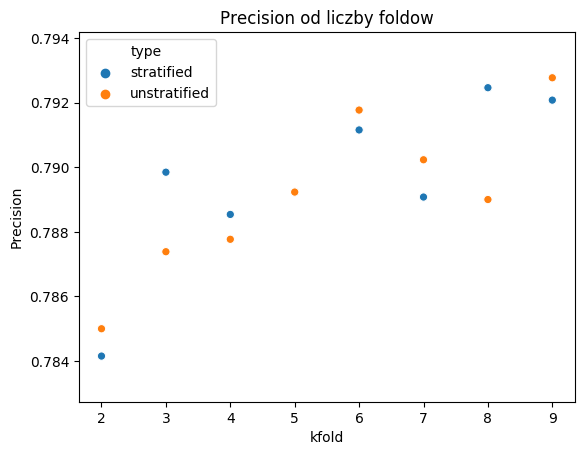 Precision od liczby foldow
type
stratified
unstratified
0.794
0.792
0.790
0.788
0.786
0.784
Precision
2 3 4 5 6 7 8 9
kfold